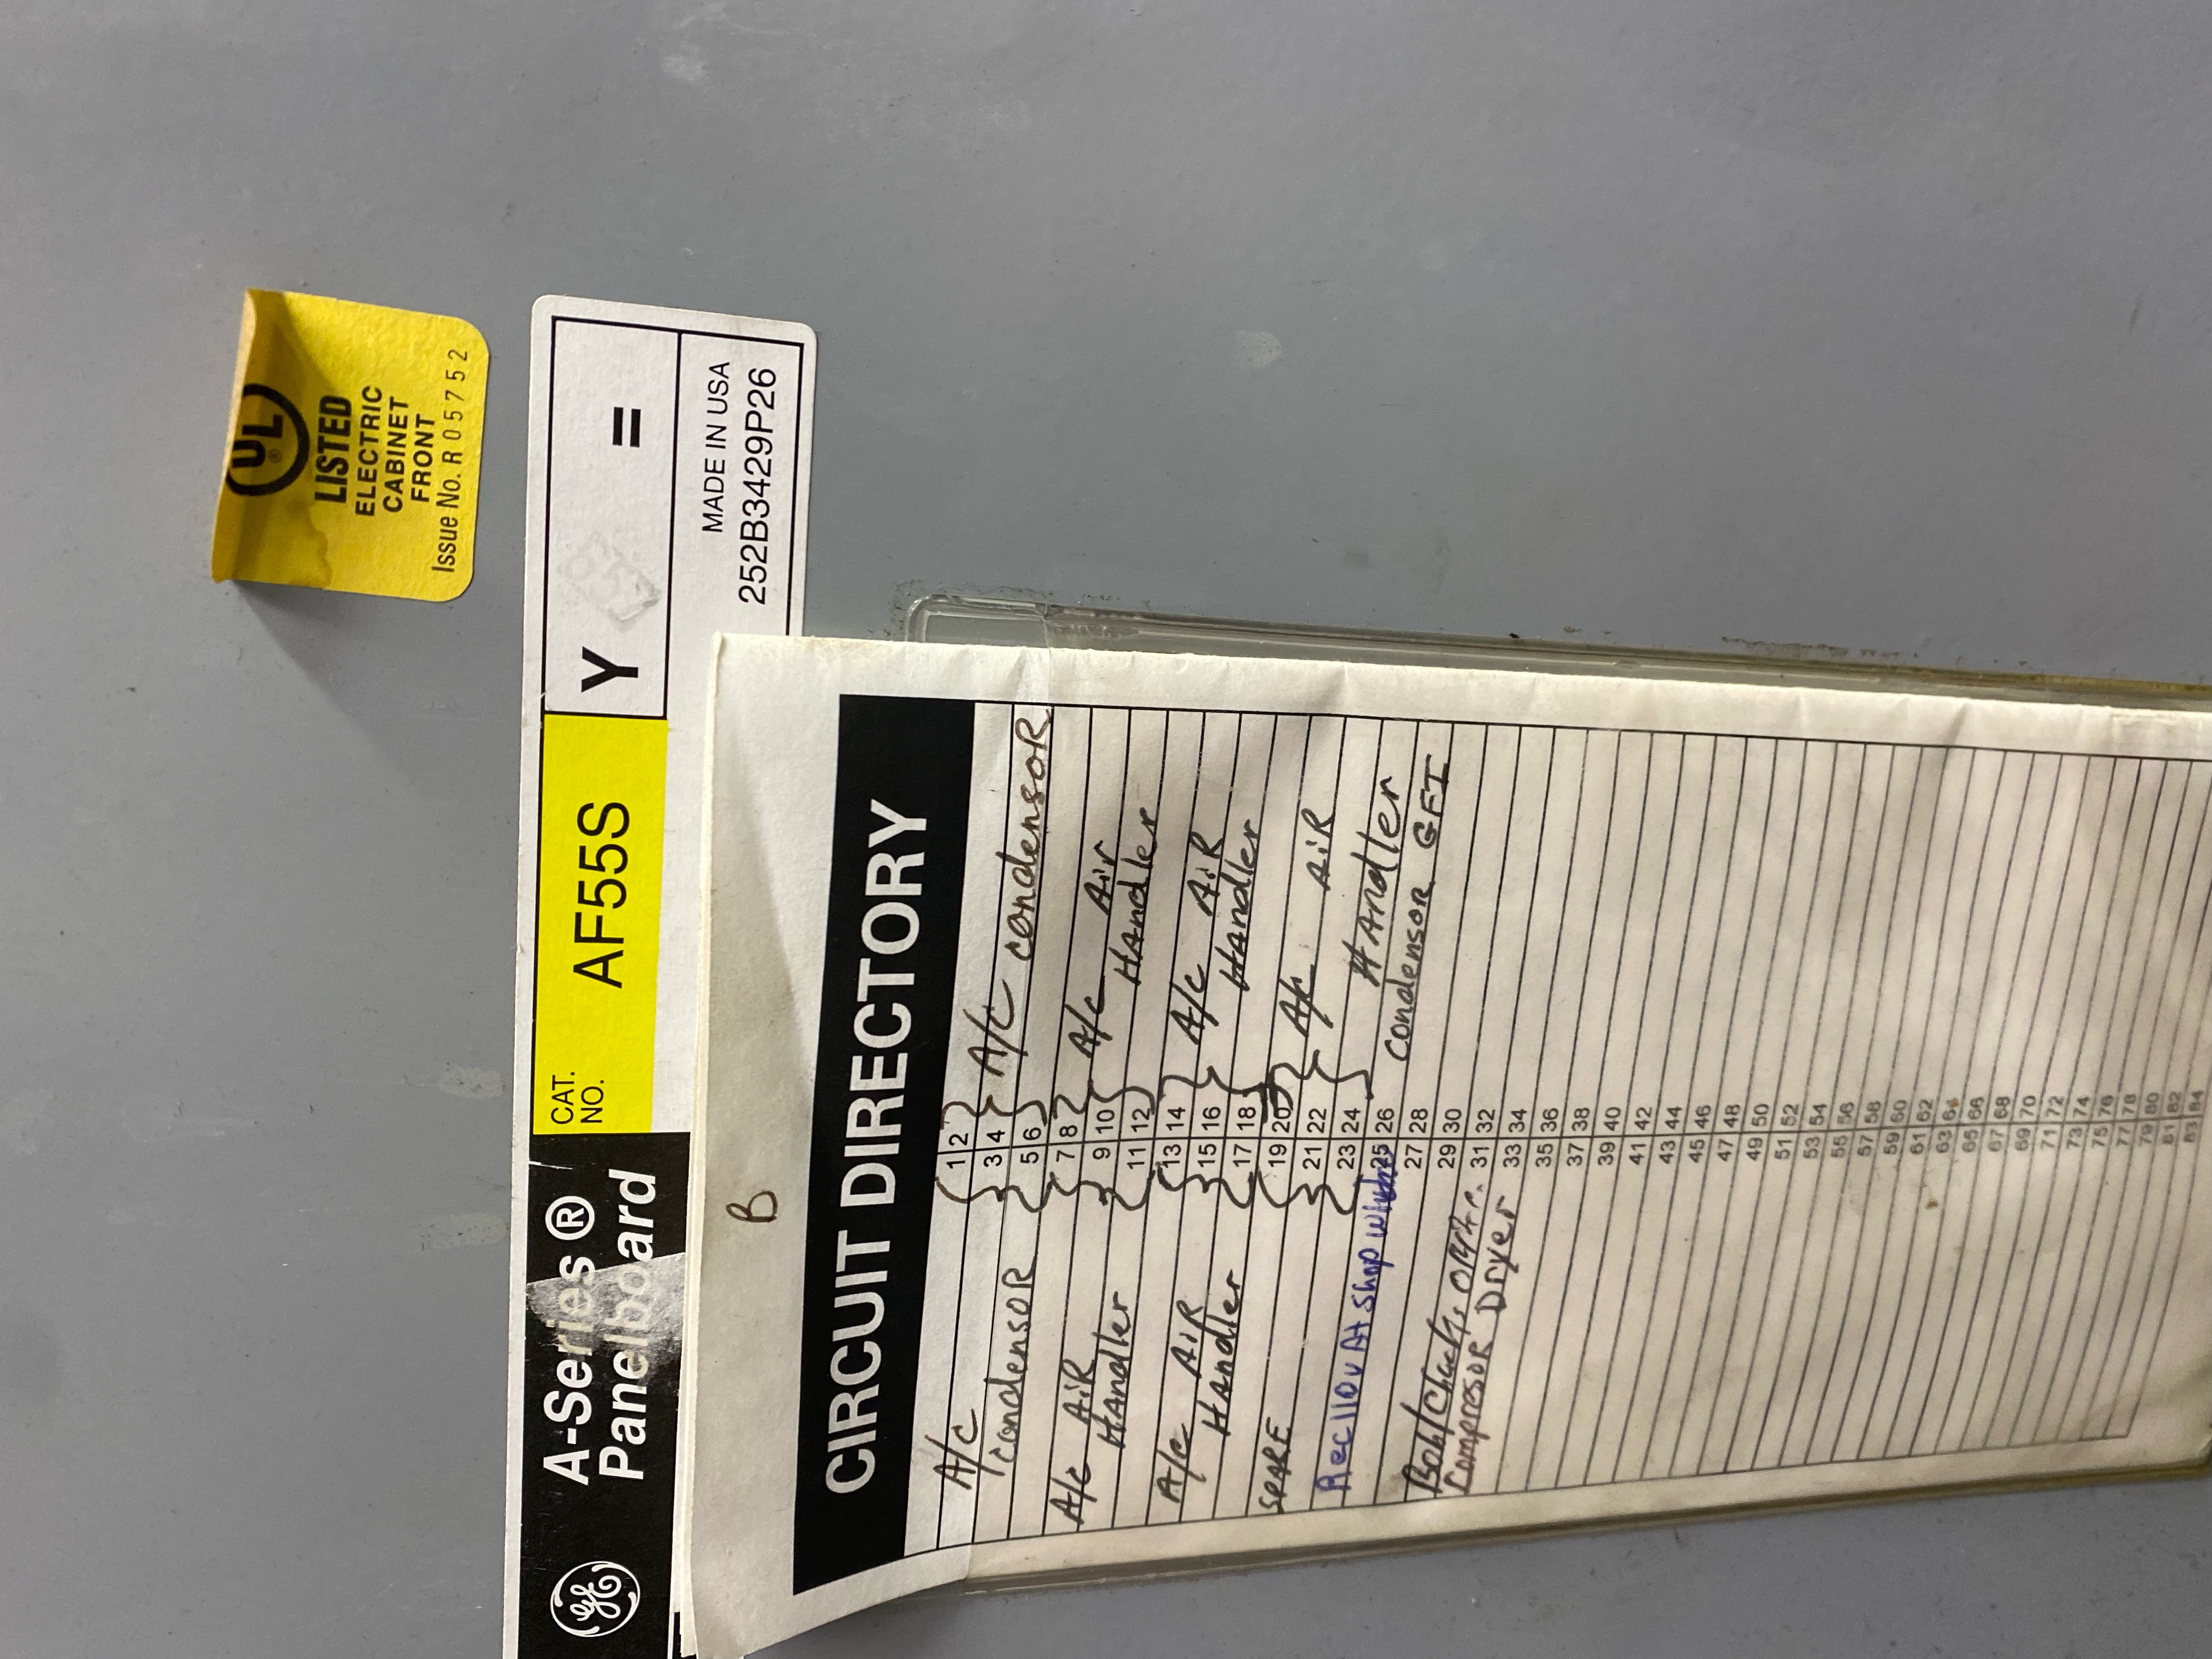 UL
®
LISTED
ELECTRIC
CABINET
FRONT
Issue No. R 05752
GE
A-Series®
Panelboard
CAT.
NO.
AF55S
Y =
MADE IN USA
252B3429P26
B
CIRCUIT DIRECTORY
A/c 1 2
3 4 A/c condensoR
condensoR 5 6
A/c AiR 7 8 A/c Air
9 10
Handler 11 12 Handler
A/c AiR 13 14 A/c AiR
15 16
Handler 17 18 Handler
SPARE 19 20 A/c AiR
21 22
Rec 110v At Shop 23 24 HAndler
25 26 condensoR GFI
27 28
29 30
CompresoR Dryer 31 32
33 34
35 36
37 38
39 40
41 42
43 44
45 46
47 48
49 50
51 52
53 54
55 56
57 58
59 60
61 62
63 64
65 66
67 68
69 70
71 72
73 74
75 76
77 78
79 80
81 82
83 84